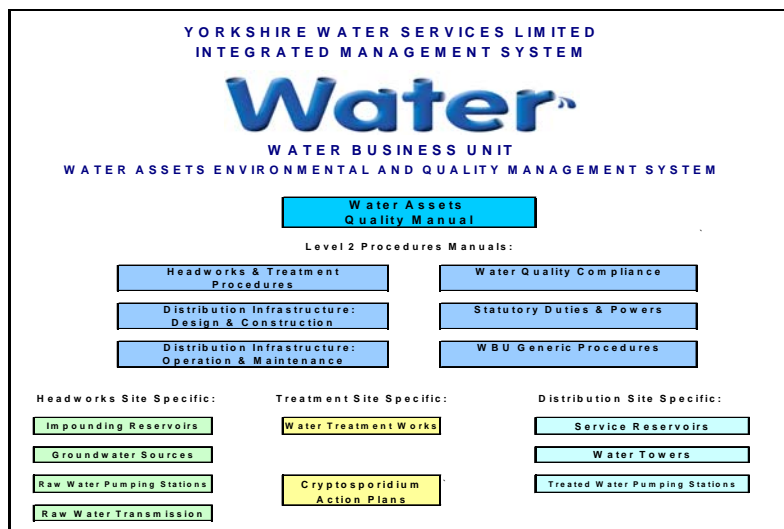 YORKSHIRE WATER SERVICES LIMITED
INTEGRATED MANAGEMENT SYSTEM
Water
WATER BUSINESS UNIT
WATER ASSETS ENVIRONMENTAL AND QUALITY MANAGEMENT SYSTEM
Water Assets
Quality Manual
Level 2 Procedures Manuals:
Headworks & Treatment
Procedures
Water Quality Compliance
Distribution Infrastructure:
Design & Construction
Statutory Duties & Powers
Distribution Infrastructure:
Operation & Maintenance
WBU Generic Procedures
Headworks Site Specific:
Impounding Reservoirs
Groundwater Sources
Raw Water Pumping Stations
Raw Water Transmission
Treatment Site Specific:
Water Treatment Works
Cryptosporidium
Action Plans
Distribution Site Specific:
Service Reservoirs
Water Towers
Treated Water Pumping Stations